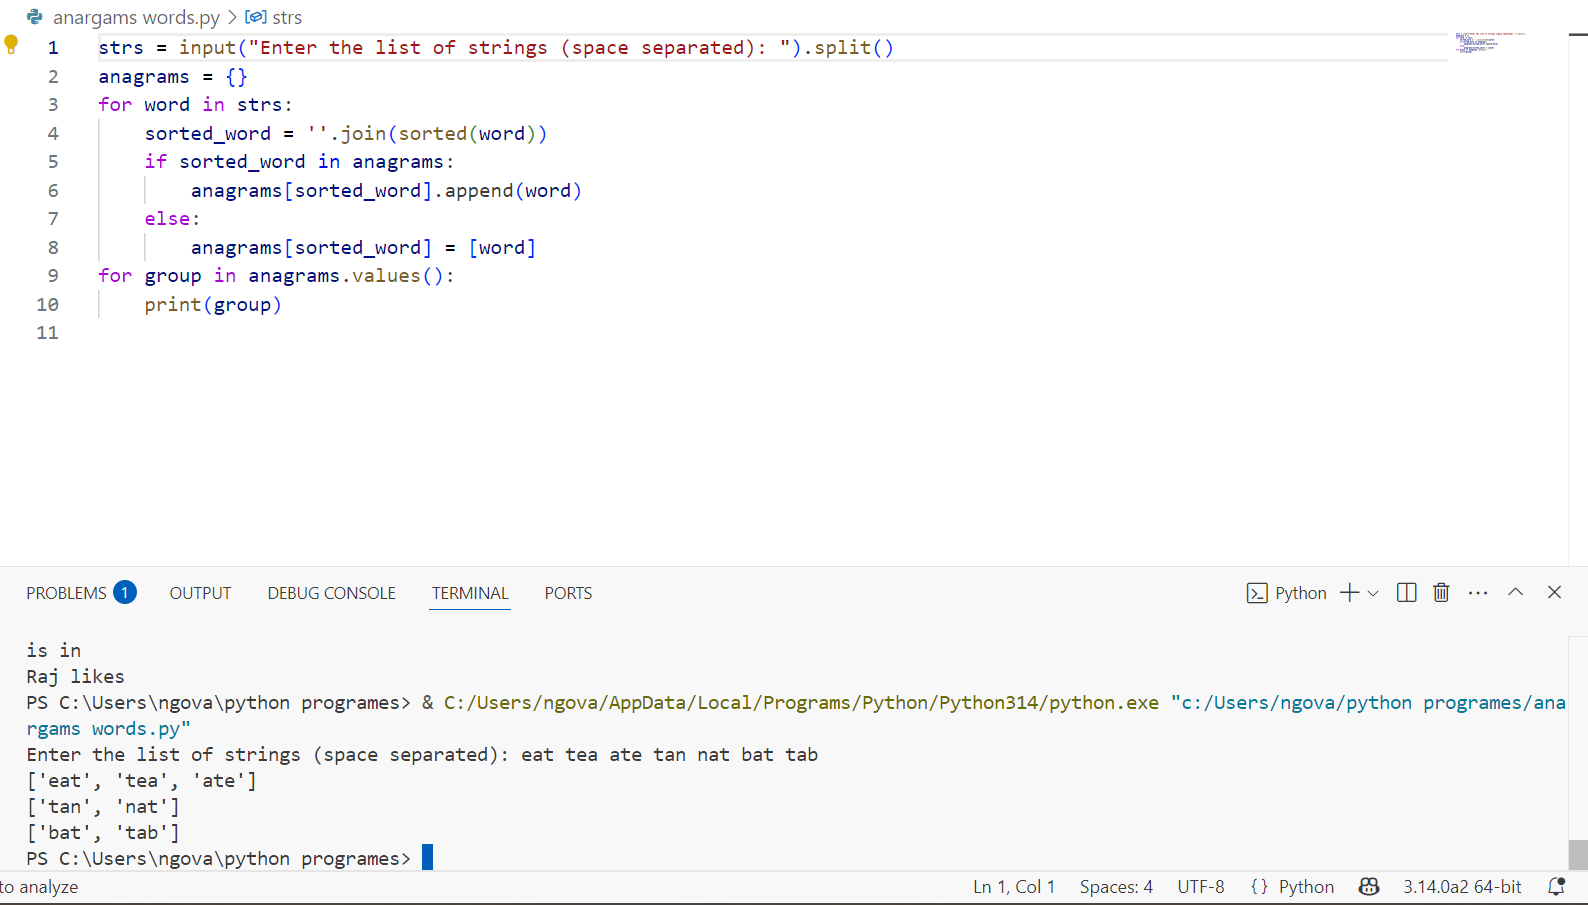 anargams words.py > strs
1 strs = input("Enter the list of strings (space separated): ").split()
2 anagrams = {}
3 for word in strs:
4     sorted_word = ''.join(sorted(word))
5     if sorted_word in anagrams:
6         anagrams[sorted_word].append(word)
7     else:
8         anagrams[sorted_word] = [word]
9 for group in anagrams.values():
10     print(group)
11
PROBLEMS 1 OUTPUT DEBUG CONSOLE TERMINAL PORTS Python
is in
Raj likes
PS C:\Users\ngova\python programes> & C:/Users/ngova/AppData/Local/Programs/Python/Python314/python.exe "c:/Users/ngova/python programes/ana
rgams words.py"
Enter the list of strings (space separated): eat tea ate tan nat bat tab
['eat', 'tea', 'ate']
['tan', 'nat']
['bat', 'tab']
PS C:\Users\ngova\python programes>
to analyze Ln 1, Col 1 Spaces: 4 UTF-8 {} Python 3.14.0a2 64-bit